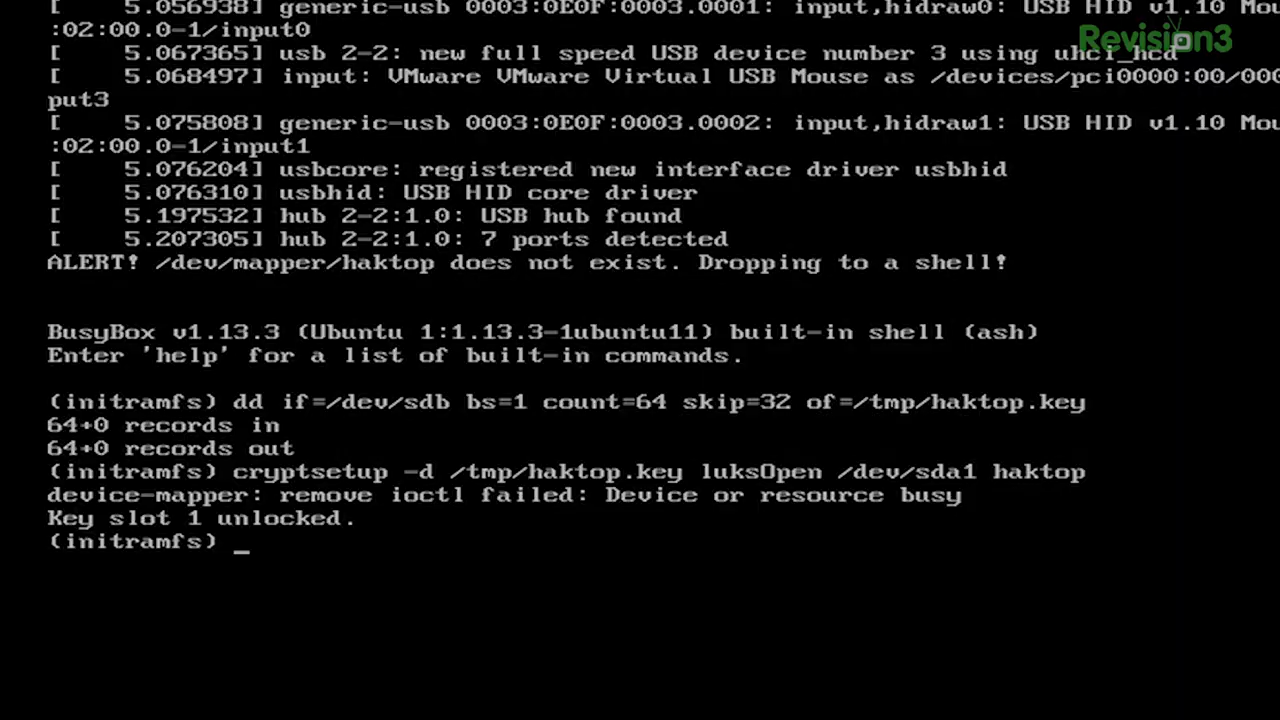 [    5.056938] generic-usb 0003:0E0F:0003.0001: input,hidraw0: USB HID v1.10 Mou
:02:00.0-1/input0
Revision3
[    5.067365] usb 2-2: new full speed USB device number 3 using uhci_hcd
[    5.068497] input: VMware VMware Virtual USB Mouse as /devices/pci0000:00/000
put3
[    5.075808] generic-usb 0003:0E0F:0003.0002: input,hidraw1: USB HID v1.10 Mou
:02:00.0-1/input1
[    5.076204] usbcore: registered new interface driver usbhid
[    5.076310] usbhid: USB HID core driver
[    5.197532] hub 2-2:1.0: USB hub found
[    5.207305] hub 2-2:1.0: 7 ports detected
ALERT! /dev/mapper/haktop does not exist. Dropping to a shell!
BusyBox v1.13.3 (Ubuntu 1:1.13.3-1ubuntu11) built-in shell (ash)
Enter 'help' for a list of built-in commands.
(initramfs) dd if=/dev/sdb bs=1 count=64 skip=32 of=/tmp/haktop.key
64+0 records in
64+0 records out
(initramfs) cryptsetup -d /tmp/haktop.key luksOpen /dev/sda1 haktop
device-mapper: remove ioctl failed: Device or resource busy
Key slot 1 unlocked.
(initramfs) _